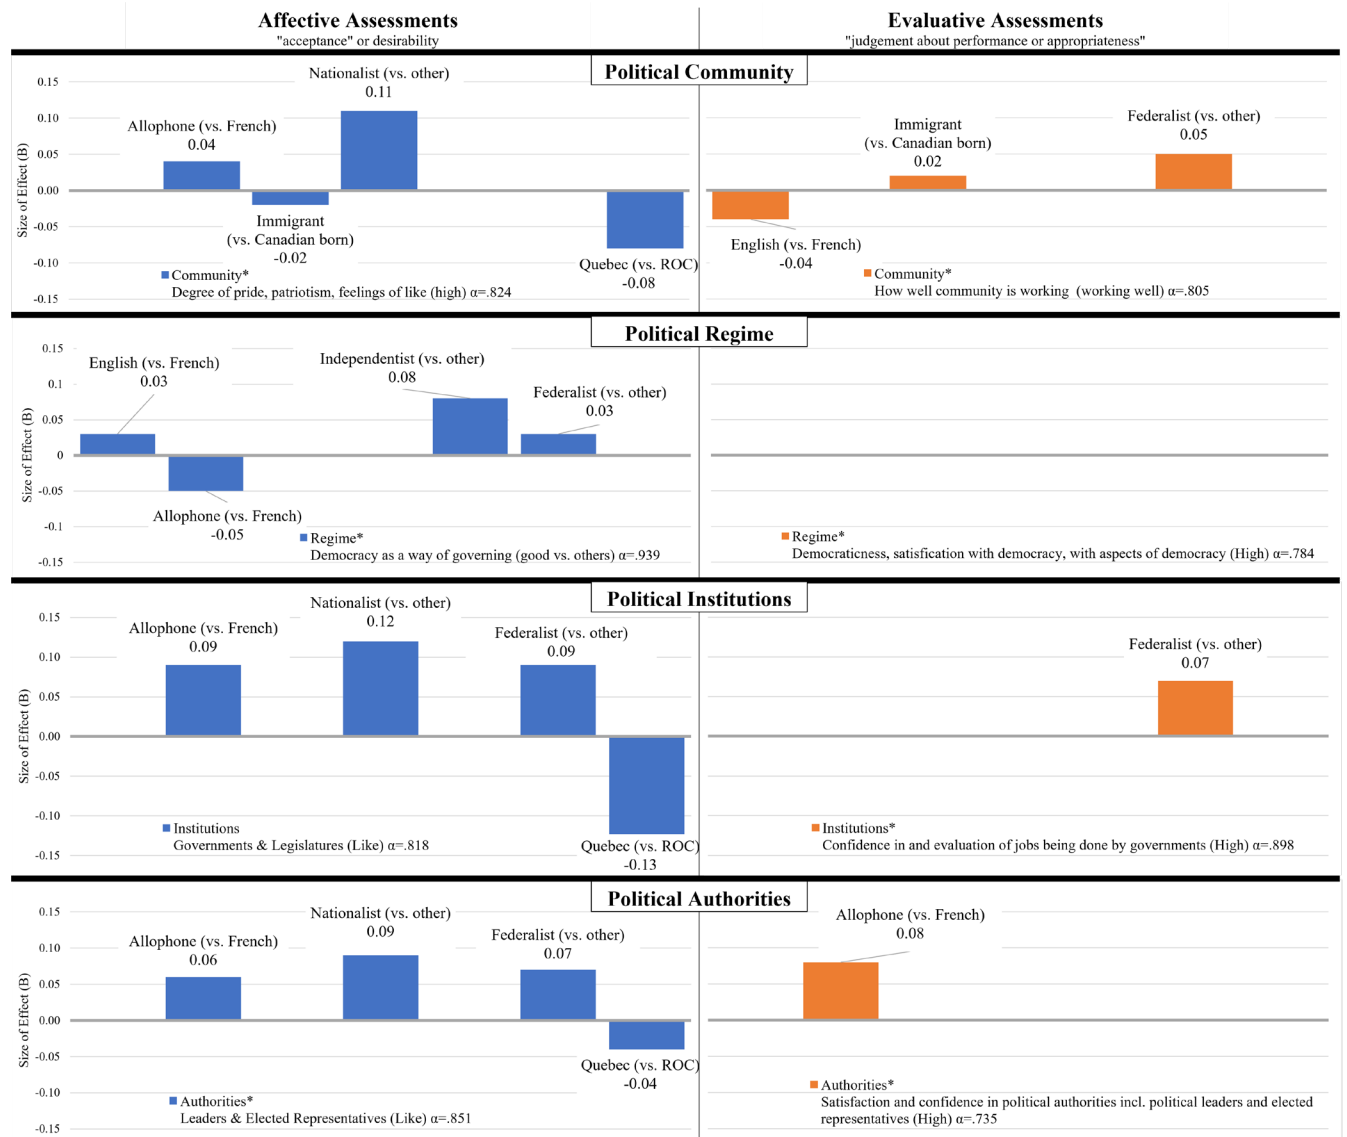 Affective Assessments
"acceptance" or desirability
Evaluative Assessments
"judgement about performance or appropriateness"
Political Community
Size of Effect (B)
0.15
0.10
0.05
0.00
-0.05
-0.10
-0.15
Allophone (vs. French)
0.04
Immigrant
(vs. Canadian born)
-0.02
Nationalist (vs. other)
0.11
Quebec (vs. ROC)
-0.08
Community*
Degree of pride, patriotism, feelings of like (high) α=.824
English (vs. French)
-0.04
Immigrant
(vs. Canadian born)
0.02
Federalist (vs. other)
0.05
Community*
How well community is working (working well) α=.805
Political Regime
Size of Effect (B)
0.15
0.1
0.05
0
-0.05
-0.1
-0.15
English (vs. French)
0.03
Allophone (vs. French)
-0.05
Independentist (vs. other)
0.08
Federalist (vs. other)
0.03
Regime*
Democracy as a way of governing (good vs. others) α=.939
Regime*
Democraticness, satisfication with democracy, with aspects of democracy (High) α=.784
Political Institutions
Size of Effect (B)
0.15
0.10
0.05
0.00
-0.05
-0.10
-0.15
Allophone (vs. French)
0.09
Nationalist (vs. other)
0.12
Federalist (vs. other)
0.09
Quebec (vs. ROC)
-0.13
Institutions
Governments & Legislatures (Like) α=.818
Federalist (vs. other)
0.07
Institutions*
Confidence in and evaluation of jobs being done by governments (High) α=.898
Political Authorities
Size of Effect (B)
0.15
0.10
0.05
0.00
-0.05
-0.10
-0.15
Allophone (vs. French)
0.06
Nationalist (vs. other)
0.09
Federalist (vs. other)
0.07
Quebec (vs. ROC)
-0.04
Authorities*
Leaders & Elected Representatives (Like) α=.851
Allophone (vs. French)
0.08
Authorities*
Satisfaction and confidence in political authorities incl. political leaders and elected
representatives (High) α=.735